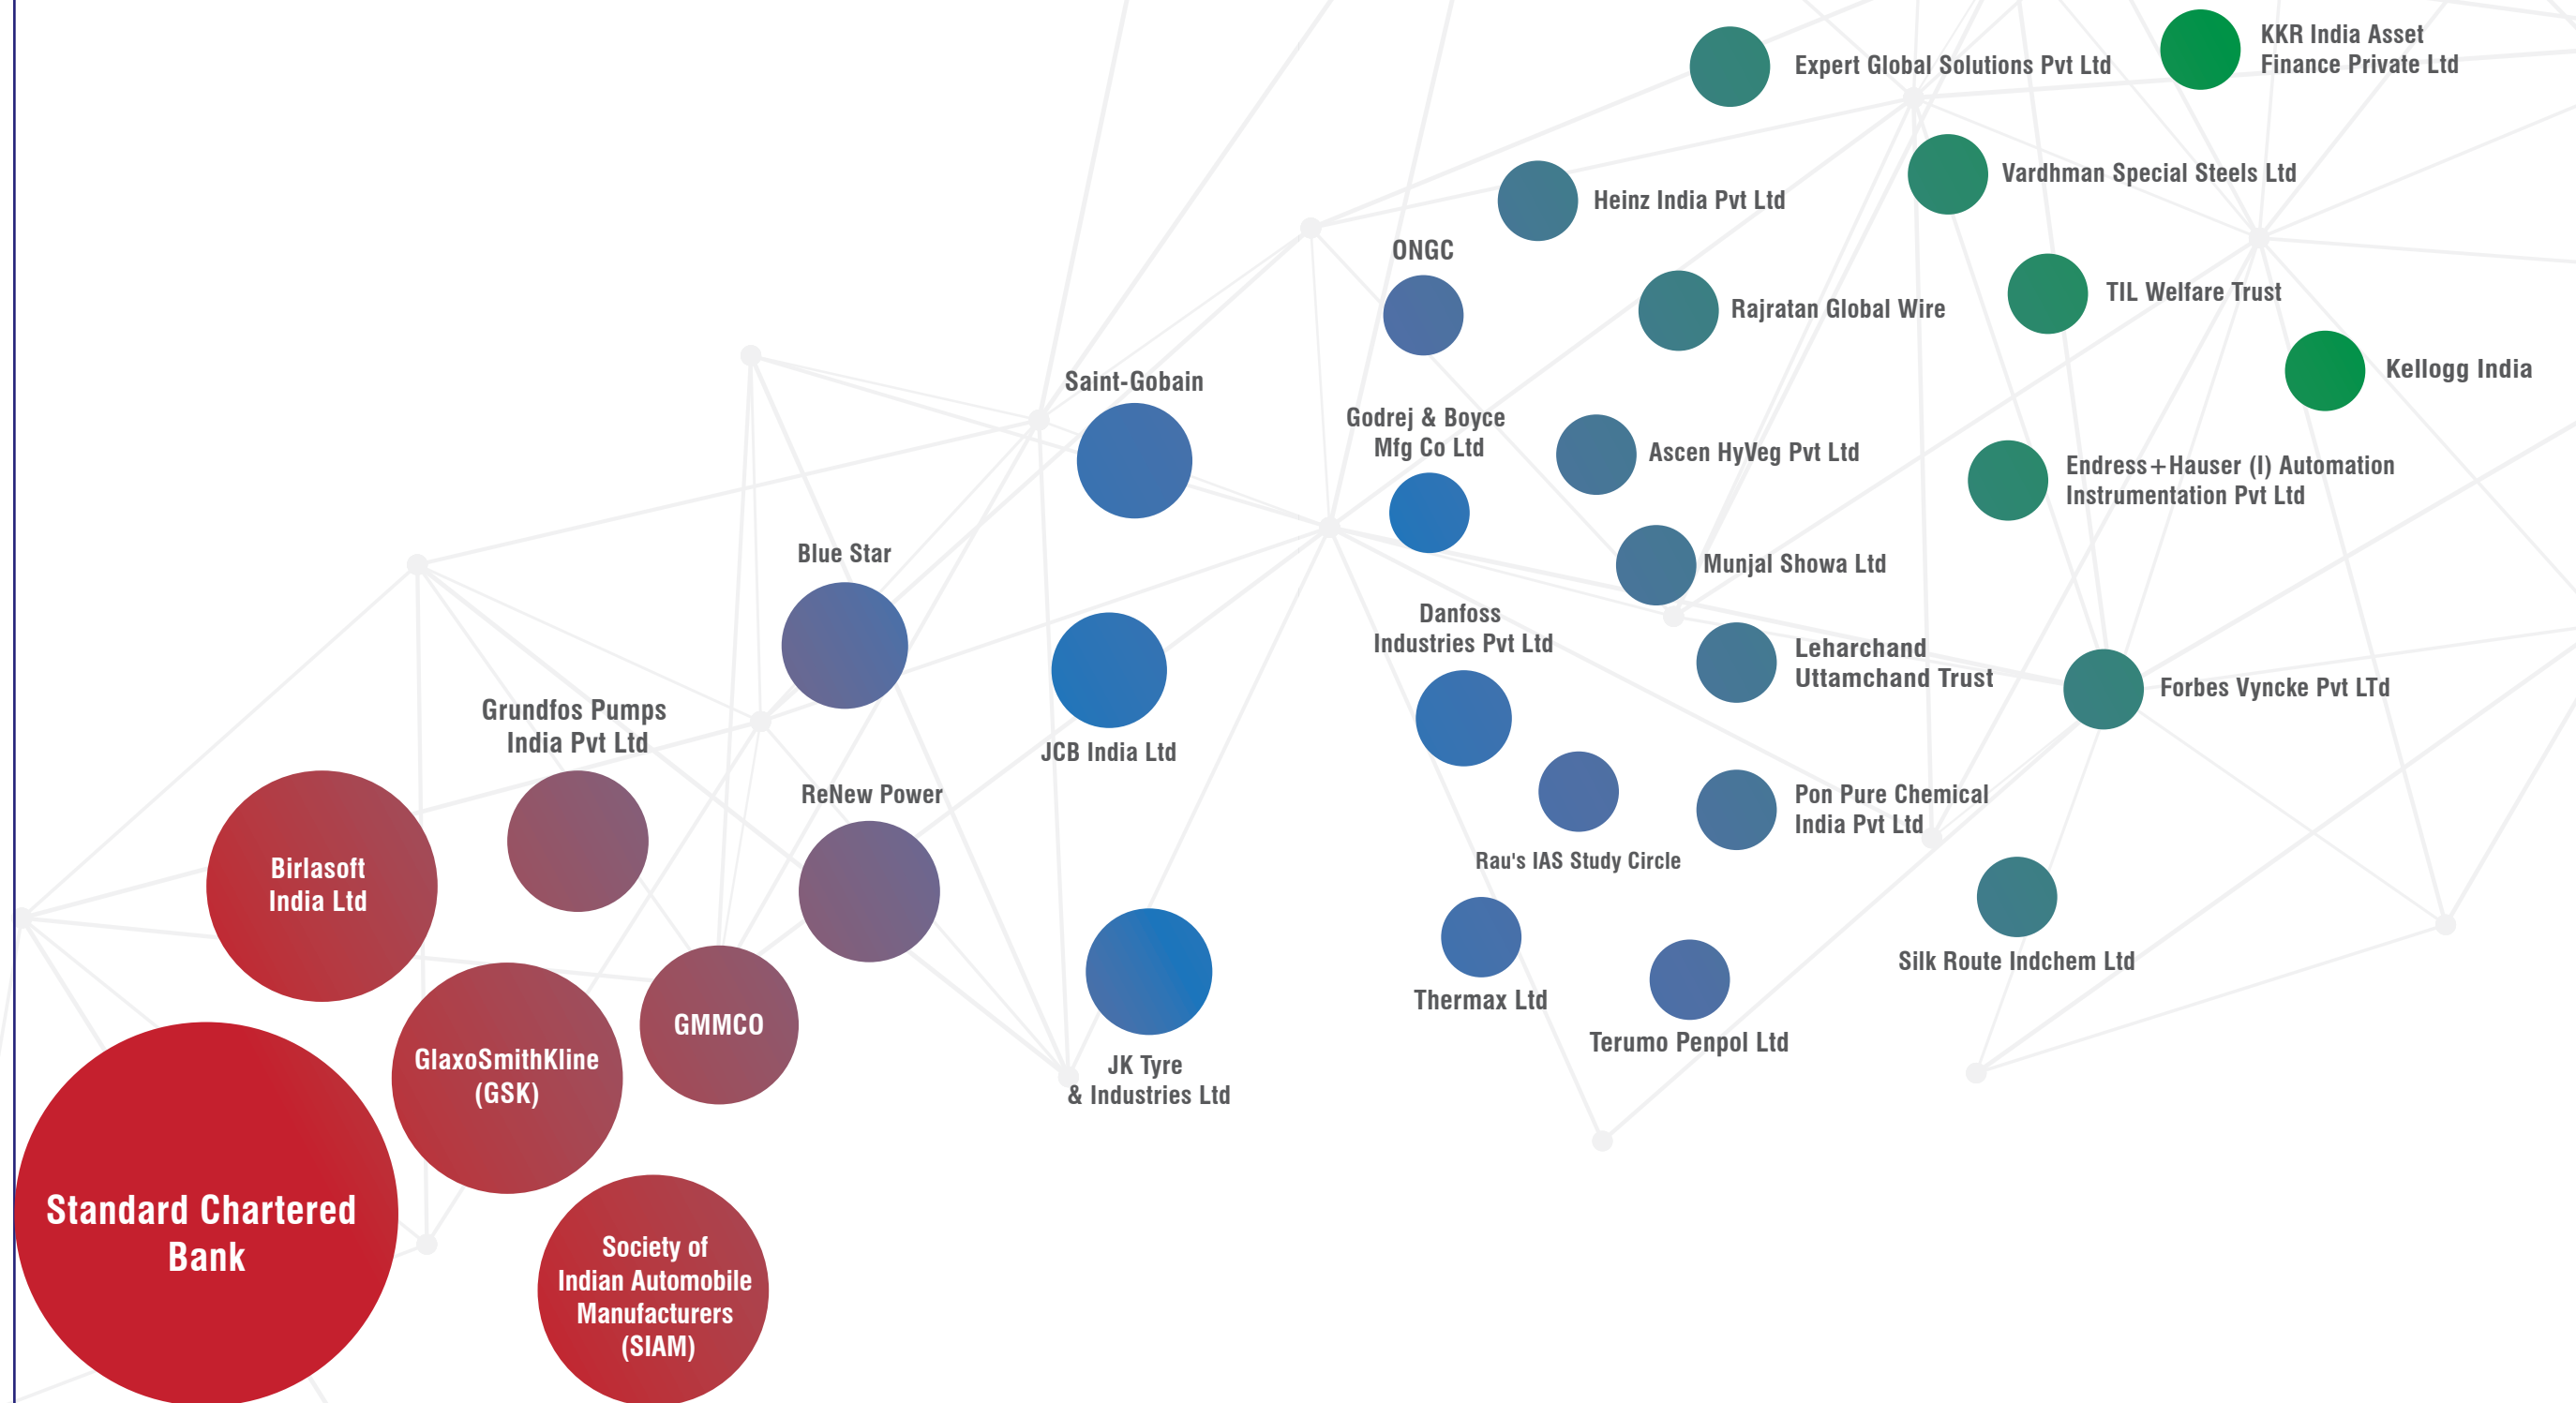 KKR India Asset
Finance Private Ltd
Expert Global Solutions Pvt Ltd
Vardhman Special Steels Ltd
Heinz India Pvt Ltd
ONGC
TIL Welfare Trust
Rajratan Global Wire
Kellogg India
Saint-Gobain
Godrej & Boyce
Mfg Co Ltd
Ascen HyVeg Pvt Ltd
Endress+Hauser (I) Automation
Instrumentation Pvt Ltd
Blue Star
Munjal Showa Ltd
Danfoss
Industries Pvt Ltd
Leharchand
Uttamchand Trust
Forbes Vyncke Pvt LTd
Grundfos Pumps
India Pvt Ltd
JCB India Ltd
ReNew Power
Pon Pure Chemical
India Pvt Ltd
Rau's IAS Study Circle
Birlasoft
India Ltd
Silk Route Indchem Ltd
Thermax Ltd
GMMCO
Terumo Penpol Ltd
GlaxoSmithKline
(GSK)
JK Tyre
& Industries Ltd
Standard Chartered
Bank
Society of
Indian Automobile
Manufacturers
(SIAM)